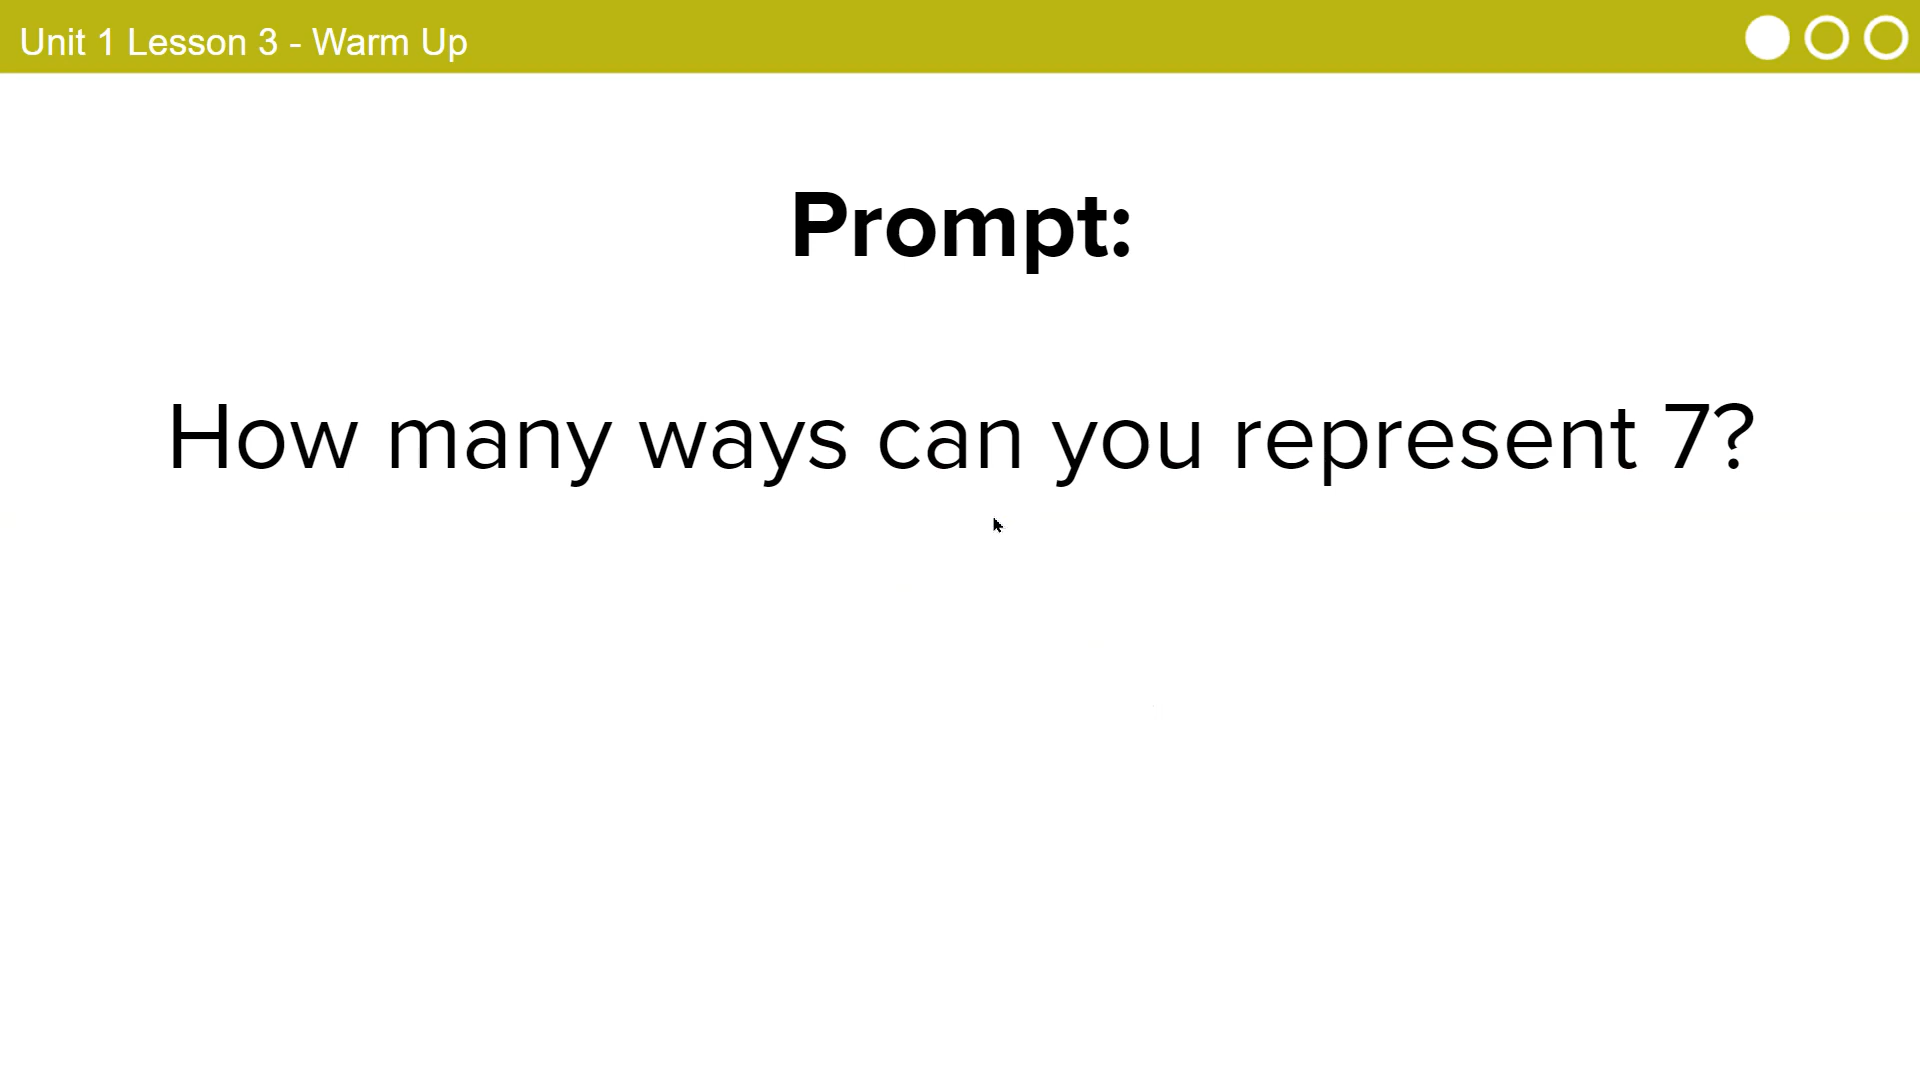 Unit 1 Lesson 3 - Warm Up
Prompt:
How many ways can you represent 7?